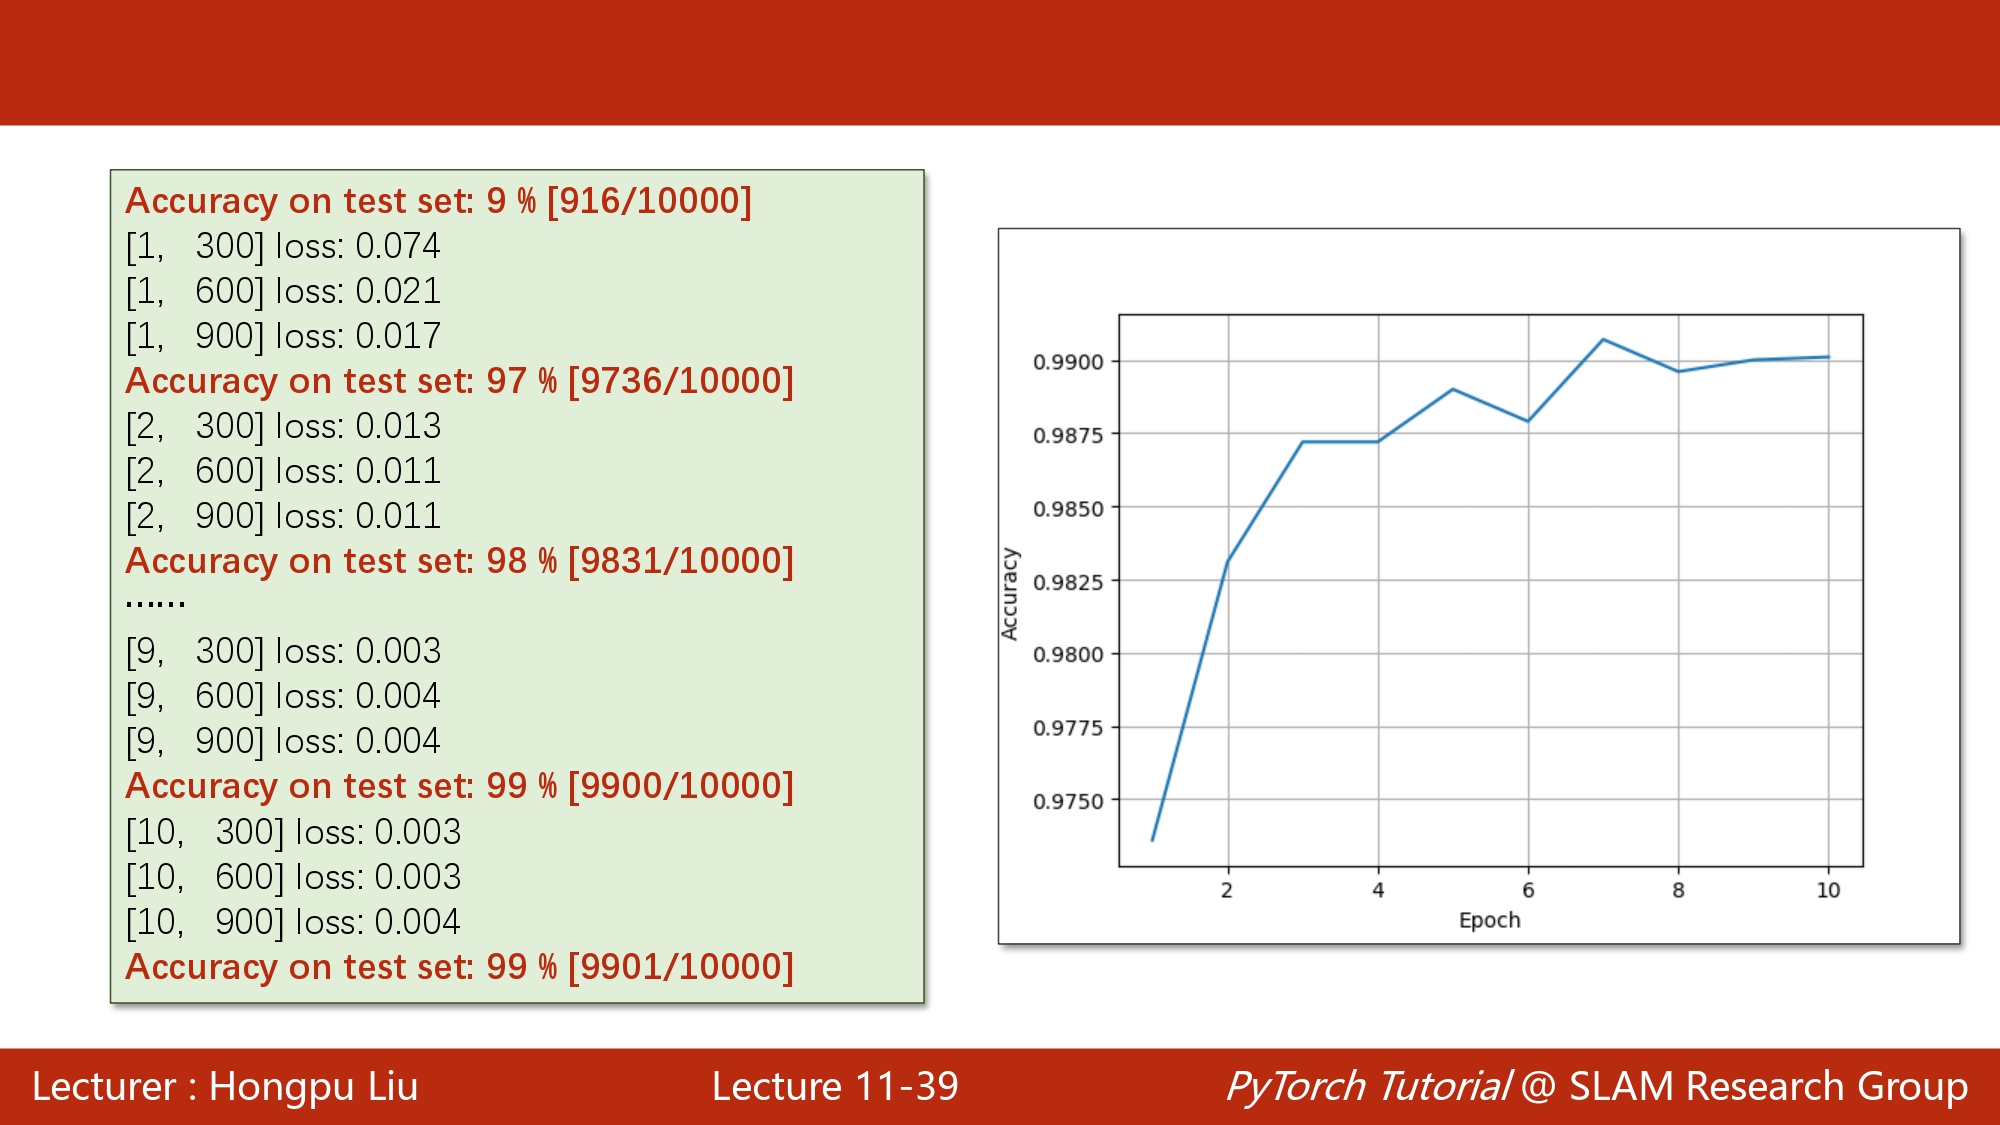 Accuracy on test set: 9 % [916/10000]
[1, 300] loss: 0.074
[1, 600] loss: 0.021
[1, 900] loss: 0.017
Accuracy on test set: 97 % [9736/10000]
[2, 300] loss: 0.013
[2, 600] loss: 0.011
[2, 900] loss: 0.011
Accuracy on test set: 98 % [9831/10000]
......
[9, 300] loss: 0.003
[9, 600] loss: 0.004
[9, 900] loss: 0.004
Accuracy on test set: 99 % [9900/10000]
[10, 300] loss: 0.003
[10, 600] loss: 0.003
[10, 900] loss: 0.004
Accuracy on test set: 99 % [9901/10000]
Accuracy
0.9900
0.9875
0.9850
0.9825
0.9800
0.9775
0.9750
2 4 6 8 10
Epoch
Lecturer : Hongpu Liu
Lecture 11-39
PyTorch Tutorial @ SLAM Research Group